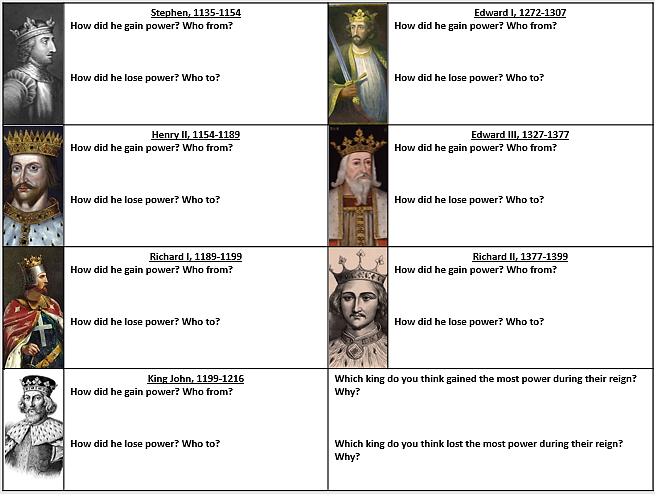 Stephen, 1135-1154
How did he gain power? Who from?
How did he lose power? Who to?
Edward I, 1272-1307
How did he gain power? Who from?
How did he lose power? Who to?
Henry II, 1154-1189
How did he gain power? Who from?
How did he lose power? Who to?
Edward III, 1327-1377
How did he gain power? Who from?
How did he lose power? Who to?
Richard I, 1189-1199
How did he gain power? Who from?
How did he lose power? Who to?
Richard II, 1377-1399
How did he gain power? Who from?
How did he lose power? Who to?
King John, 1199-1216
How did he gain power? Who from?
How did he lose power? Who to?
Which king do you think gained the most power during their reign?
Why?
Which king do you think lost the most power during their reign?
Why?